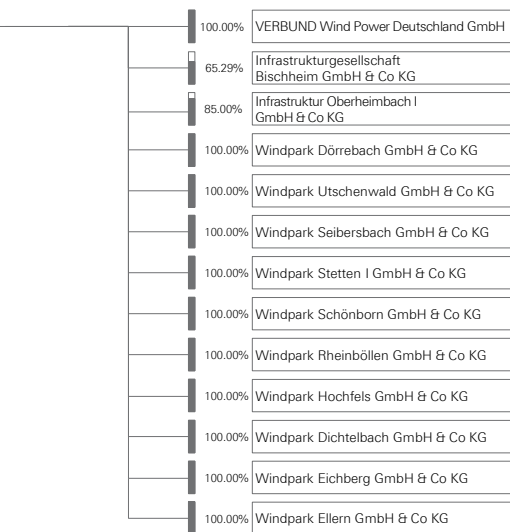 100.00% VERBUND Wind Power Deutschland GmbH
65.29% Infrastrukturgesellschaft
Bischheim GmbH & Co KG
85.00% Infrastruktur Oberheimbach I
GmbH & Co KG
100.00% Windpark Dörrebach GmbH & Co KG
100.00% Windpark Utschenwald GmbH & Co KG
100.00% Windpark Seibersbach GmbH & Co KG
100.00% Windpark Stetten I GmbH & Co KG
100.00% Windpark Schönborn GmbH & Co KG
100.00% Windpark Rheinböllen GmbH & Co KG
100.00% Windpark Hochfels GmbH & Co KG
100.00% Windpark Dichtelbach GmbH & Co KG
100.00% Windpark Eichberg GmbH & Co KG
100.00% Windpark Ellern GmbH & Co KG